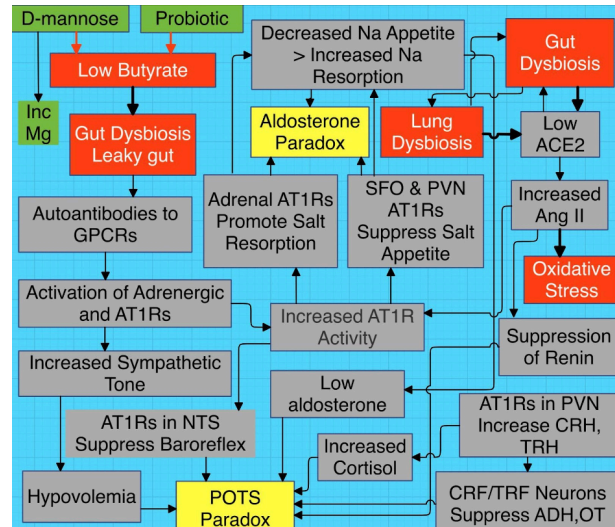 D-mannose
Probiotic
Decreased Na Appetite
> Increased Na
Resorption
Gut
Dysbiosis
Low Butyrate
Inc
Mg
Gut Dysbiosis
Leaky gut
Aldosterone
Paradox
Lung
Dysbiosis
Low
ACE2
Autoantibodies to
GPCRs
Adrenal AT1Rs
Promote Salt
Resorption
SFO & PVN
AT1Rs
Suppress Salt
Appetite
Increased
Ang II
Oxidative
Stress
Activation of Adrenergic
and AT1Rs
Increased AT1R
Activity
Suppression
of Renin
Increased Sympathetic
Tone
Low
aldosterone
AT1Rs in NTS
Suppress Baroreflex
AT1Rs in PVN
Increase CRH,
TRH
Increased
Cortisol
Hypovolemia
POTS
Paradox
CRF/TRF Neurons
Suppress ADH,OT